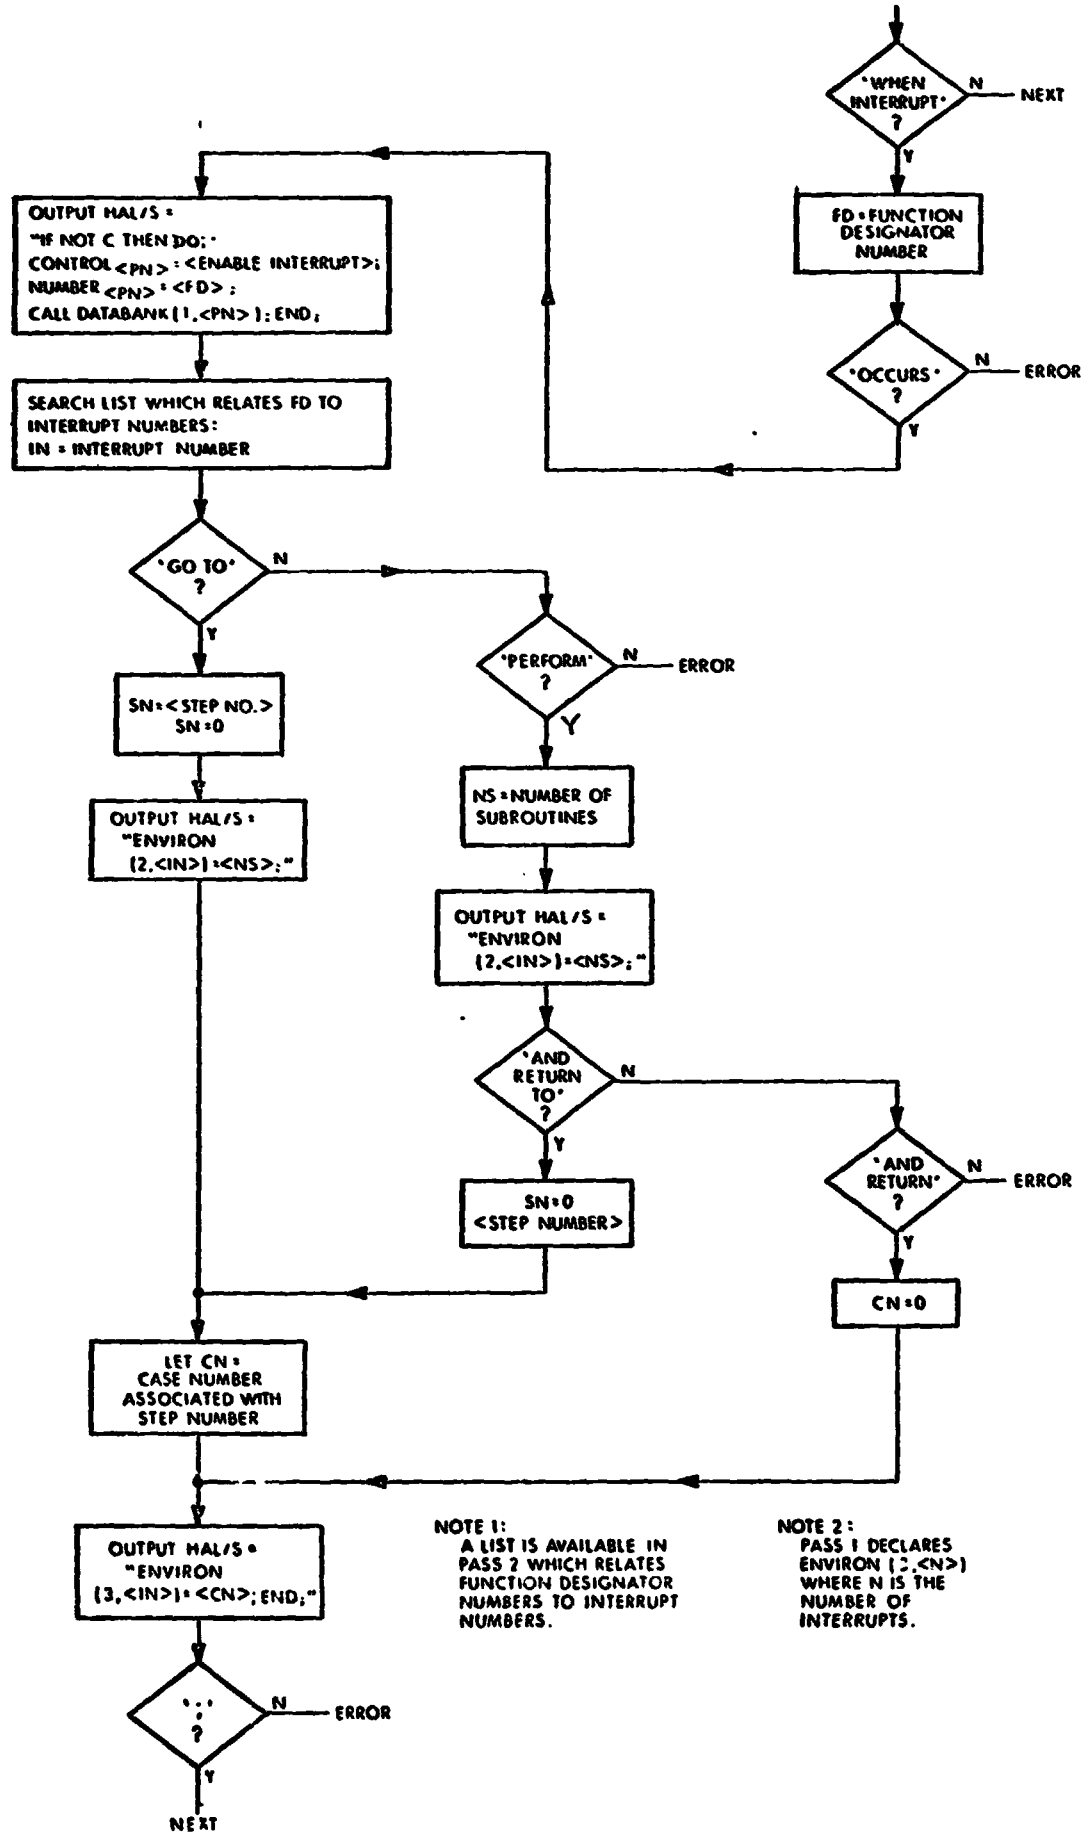 "WHEN
INTERRUPT"
?
N
NEXT
Y
FD=FUNCTION
DESIGNATOR
NUMBER
"OCCURS"
?
N
ERROR
Y
OUTPUT HAL/S =
"IF NOT C THEN DO;"
CONTROL<PN> = <ENABLE INTERRUPT>;
NUMBER<PN> = <FD>;
CALL DATABANK(1,<PN>); END;
SEARCH LIST WHICH RELATES FD TO
INTERRUPT NUMBERS:
IN = INTERRUPT NUMBER
"GO TO"
?
N
Y
SN=<STEP NO.>
SN=0
OUTPUT HAL/S =
"ENVIRON
(2,<IN>)=<NS>;"
"PERFORM"
?
N
ERROR
Y
NS=NUMBER OF
SUBROUTINES
OUTPUT HAL/S =
"ENVIRON
(2,<IN>)=<NS>;"
"AND
RETURN
TO"
?
N
Y
SN=0
<STEP NUMBER>
"AND
RETURN"
?
N
ERROR
Y
CN=0
LET CN=
CASE NUMBER
ASSOCIATED WITH
STEP NUMBER
OUTPUT HAL/S =
"ENVIRON
(3,<IN>)=<CN>; END;"
";"
?
N
ERROR
Y
NEXT
NOTE 1:
A LIST IS AVAILABLE IN
PASS 2 WHICH RELATES
FUNCTION DESIGNATOR
NUMBERS TO INTERRUPT
NUMBERS.
NOTE 2:
PASS 1 DECLARES
ENVIRON ( ,<N>)
WHERE N IS THE
NUMBER OF
INTERRUPTS.